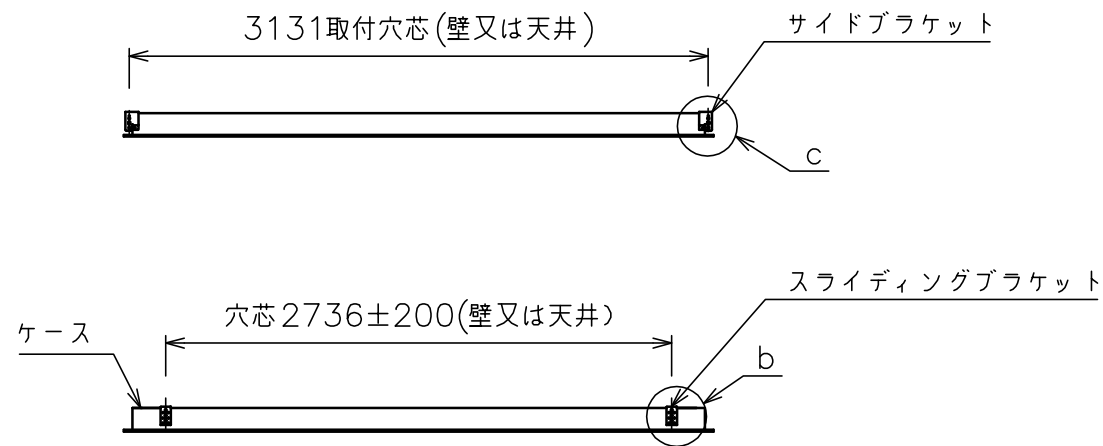 3131取付穴芯(壁又は天井)
サイドブラケット
c
スライディングブラケット
穴芯2736±200(壁又は天井)
ケース
b